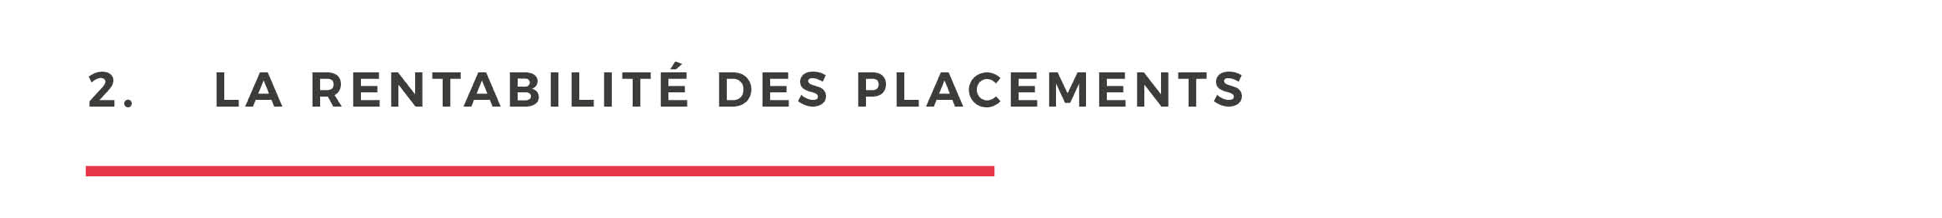 2. LA RENTABILITÉ DES PLACEMENTS